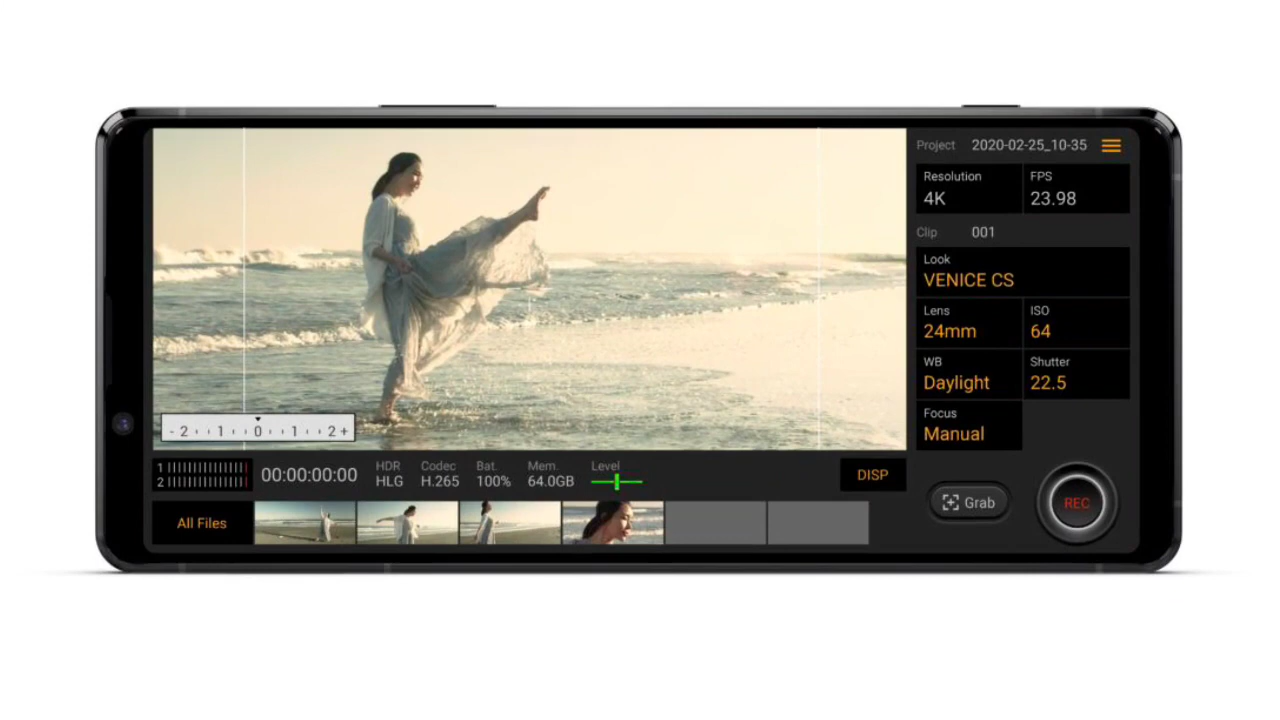 Project 2020-02-25_10-35
Resolution FPS
4K 23.98
Clip 001
Look
VENICE CS
Lens ISO
24mm 64
WB Shutter
Daylight 22.5
Focus
Manual
- 2 1 0 1 2 +
1
2
00:00:00:00
HDR Codec Bat. Mem. Level
HLG H.265 100% 64.0GB
DISP
Grab
REC
All Files